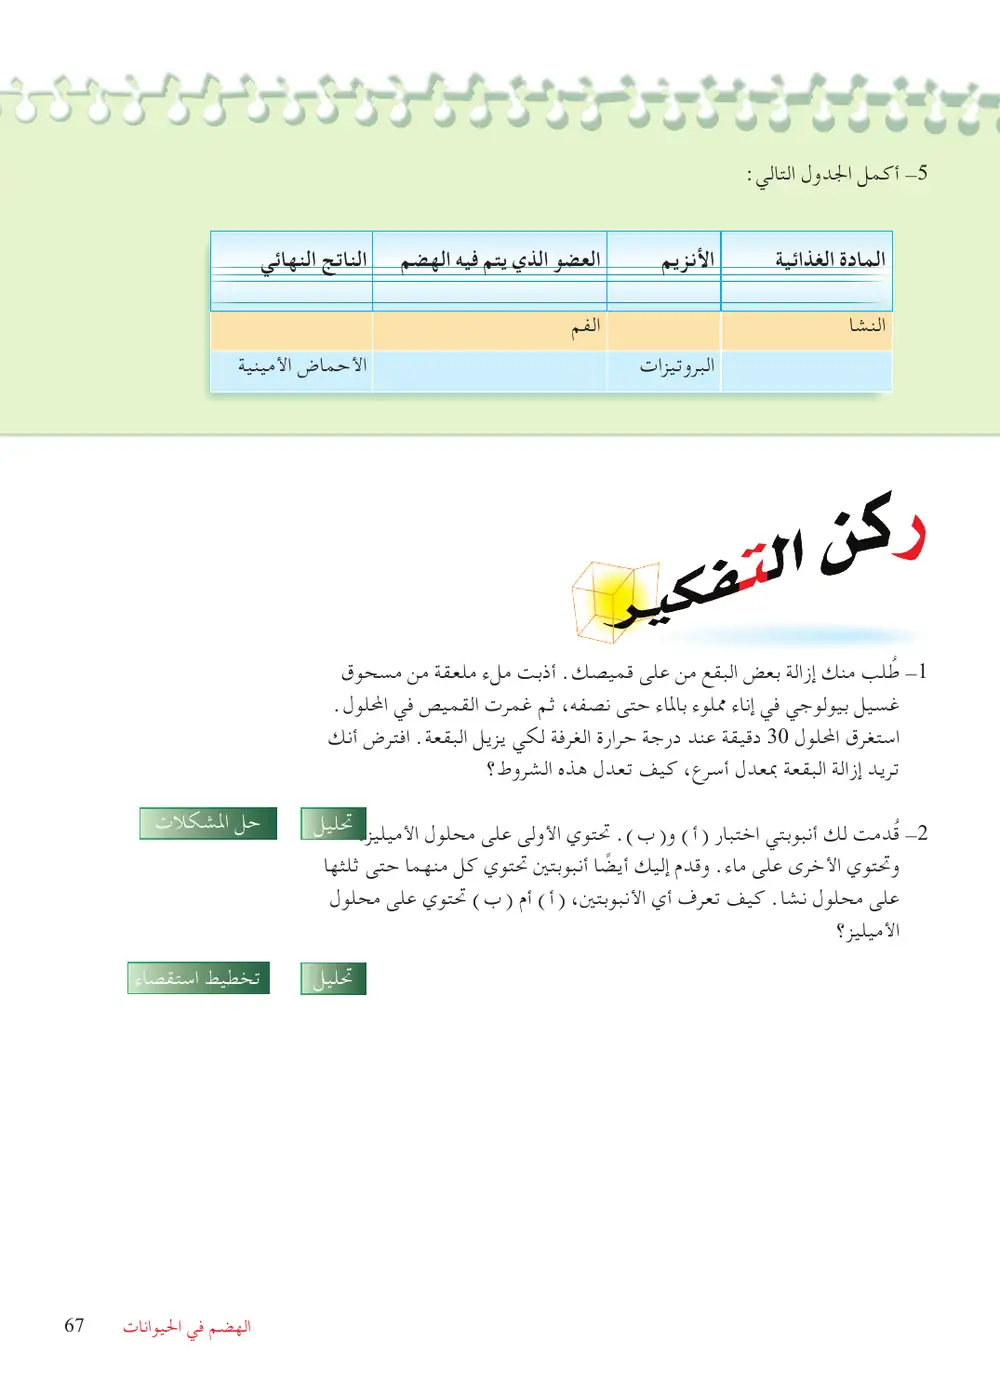 5– أكمل الجدول التالي:
المادة الغذائية الأنزيم العضو الذي يتم فيه الهضم الناتج النهائي
النشا الفم
البروتيزات الأحماض الأمينية
ركن التفكير
1– طُلب منك إزالة بعض البقع من على قميصك. أذبت ملء ملعقة من مسحوق
غسيل بيولوجي في إناء مملوء بالماء حتى نصفه، ثم غمرت القميص في المحلول.
استغرق المحلول 30 دقيقة عند درجة حرارة الغرفة لكي يزيل البقعة. افترض أنك
تريد إزالة البقعة بمعدل أسرع، كيف تعدل هذه الشروط؟
تحليل حل المشكلات
2– قُدمت لك أنبوبتي اختبار (أ) و(ب). تحتوي الأولى على محلول الأميليز.
وتحتوي الأخرى على ماء. وقدم إليك أيضًا أنبوبتين تحتوي كل منهما حتى ثلثها
على محلول نشا. كيف تعرف أي الأنبوبتين، (أ) أم (ب) تحتوي على محلول
الأميليز؟
تحليل تخطيط استقصاء
الهضم في الحيوانات 67